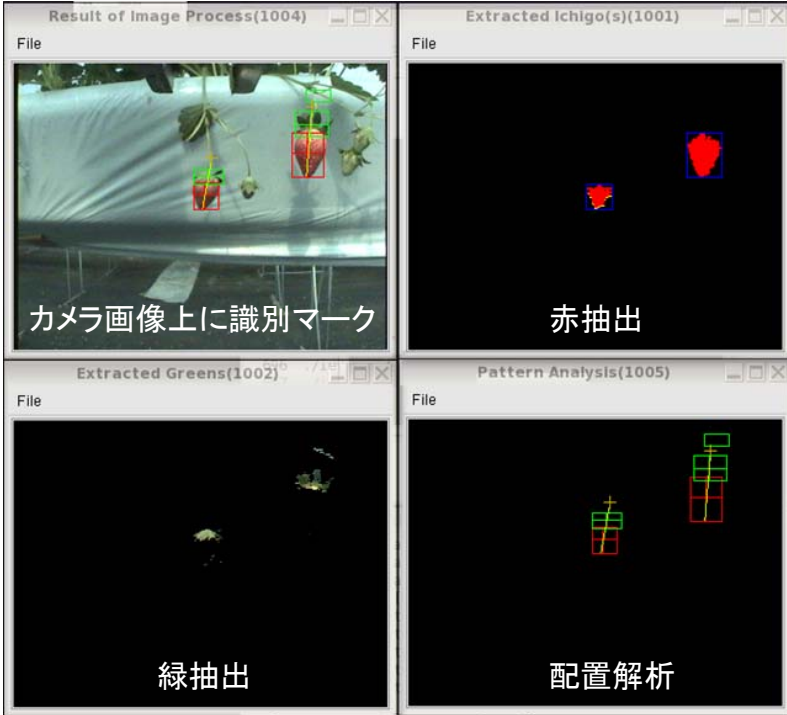 Result of Image Process(1004)
File
カメラ画像上に識別マーク
Extracted Ichigo(s)(1001)
File
赤抽出
Extracted Greens(1002)
File
緑抽出
Pattern Analysis(1005)
File
配置解析